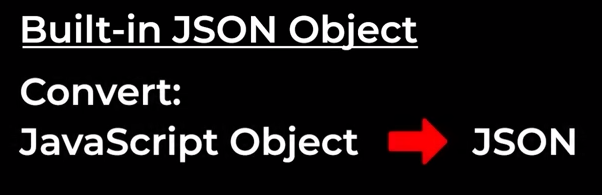 Built-in JSON Object
Convert:
JavaScript Object JSON